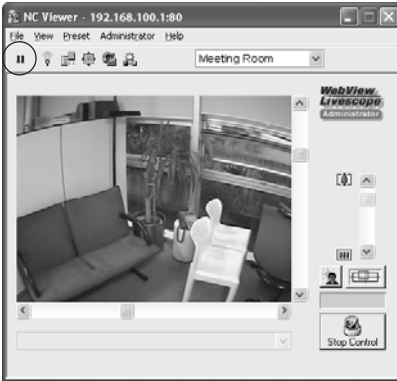 NC Viewer - 192.168.100.1:80
File View Preset Administrator Help
Meeting Room
WebView
Livescope
Administrator
Stop Control